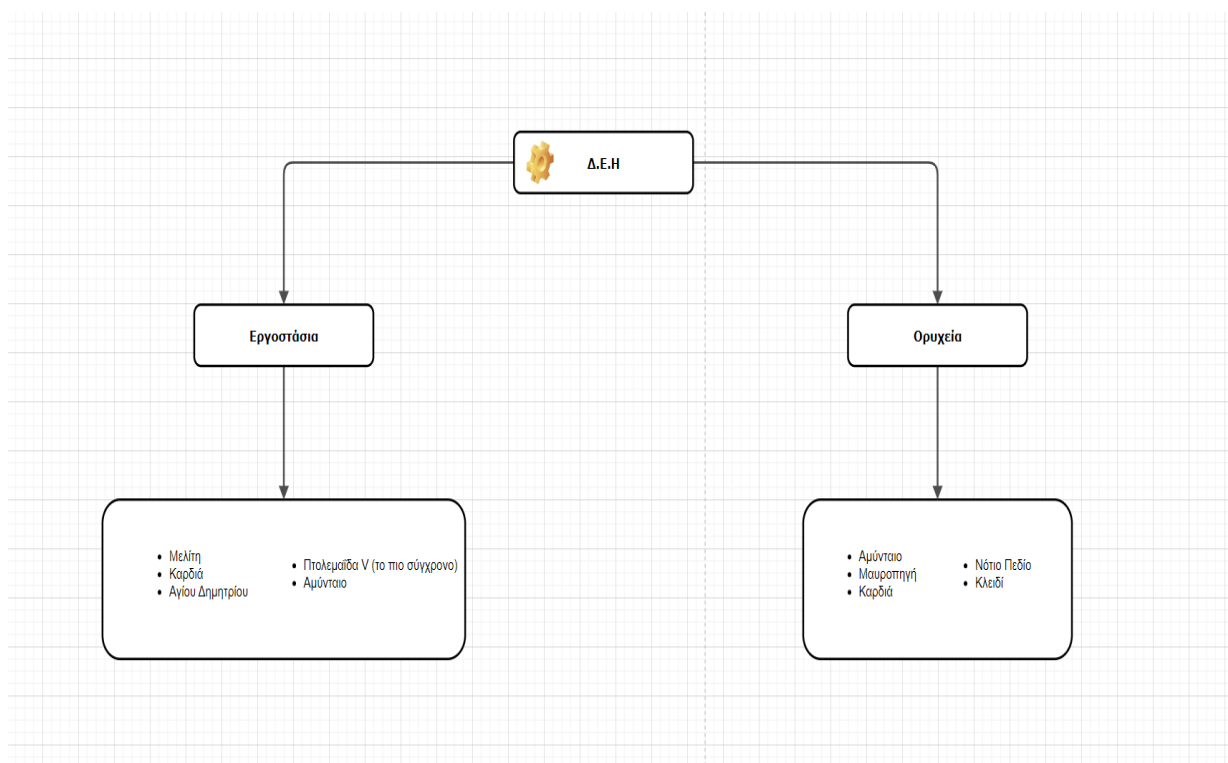 Δ.Ε.Η
Εργοστάσια
Ορυχεία
Μελίτη
Καρδιά
Αγίου Δημητρίου
Πτολεμαΐδα V (το πιο σύγχρονο)
Αμύνταιο
Αμύνταιο
Μαυροπηγή
Καρδιά
Νότιο Πεδίο
Κλειδί